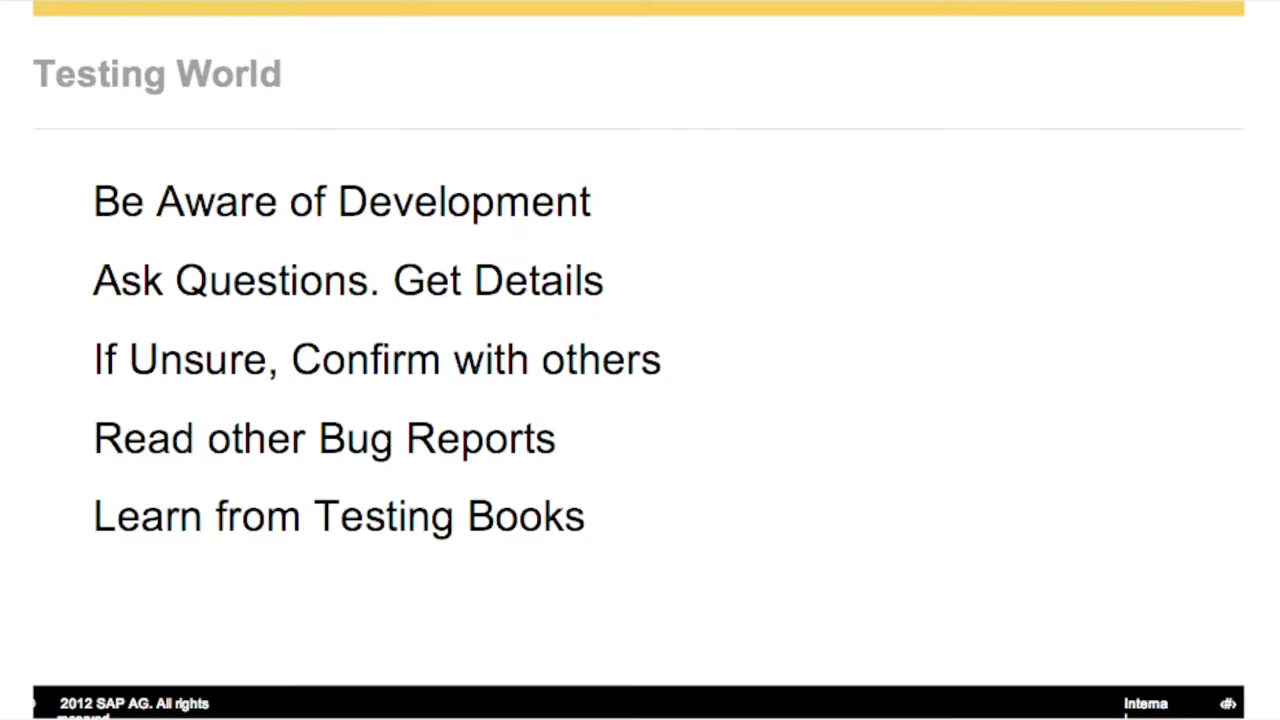 Testing World
Be Aware of Development
Ask Questions. Get Details
If Unsure, Confirm with others
Read other Bug Reports
Learn from Testing Books
2012 SAP AG. All rights
reserved
Interna
l
‹#›